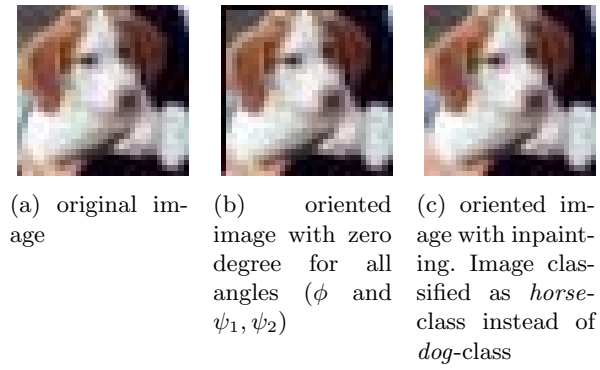 (a) original im-
age
(b) oriented
image with zero
degree for all
angles (ϕ and
ψ₁, ψ₂)
(c) oriented im-
age with inpaint-
ing. Image clas-
sified as horse-
class instead of
dog-class